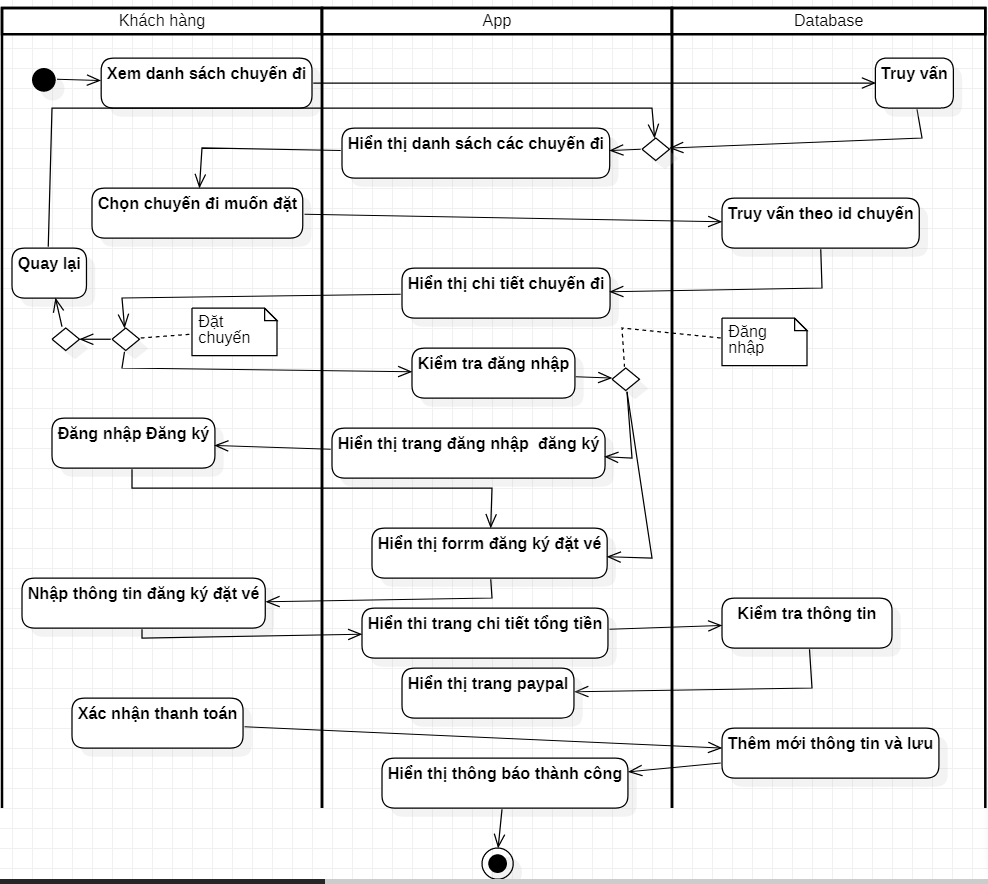 Khách hàng
App
Database
Xem danh sách chuyến đi
Truy vấn
Hiển thị danh sách các chuyến đi
Chọn chuyến đi muốn đặt
Truy vấn theo id chuyến
Quay lại
Hiển thị chi tiết chuyến đi
Đặt
chuyến
Đăng
nhập
Kiểm tra đăng nhập
Đăng nhập Đăng ký
Hiển thị trang đăng nhập  đăng ký
Hiển thị forrm đăng ký đặt vé
Nhập thông tin đăng ký đặt vé
Hiển thi trang chi tiết tổng tiền
Kiểm tra thông tin
Hiển thị trang paypal
Xác nhận thanh toán
Thêm mới thông tin và lưu
Hiển thị thông báo thành công